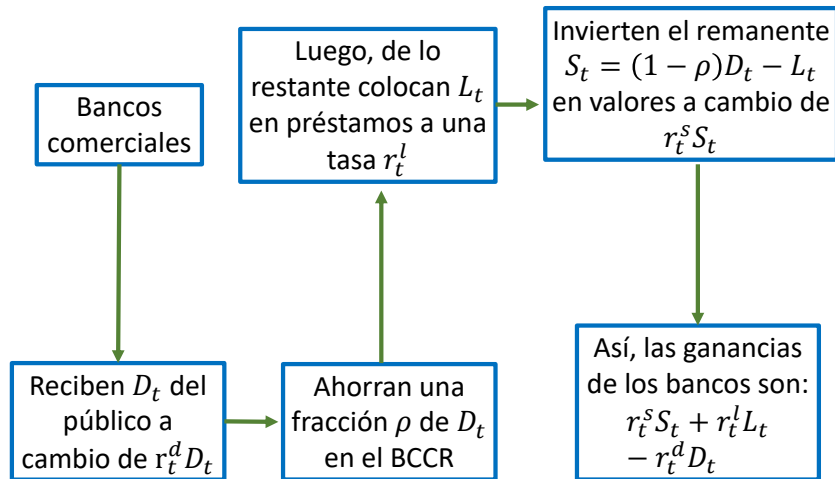 Bancos
comerciales
Reciben $D_t$ del
público a
cambio de $\mathrm{r}_t^d D_t$
Ahorran una
fracción $\rho$ de $D_t$
en el BCCR
Luego, de lo
restante colocan $L_t$
en préstamos a una
tasa $r_t^l$
Invierten el remanente
$S_t = (1 - \rho)D_t - L_t$
en valores a cambio de
$r_t^s S_t$
Así, las ganancias
de los bancos son:
$r_t^s S_t + r_t^l L_t$
$- r_t^d D_t$